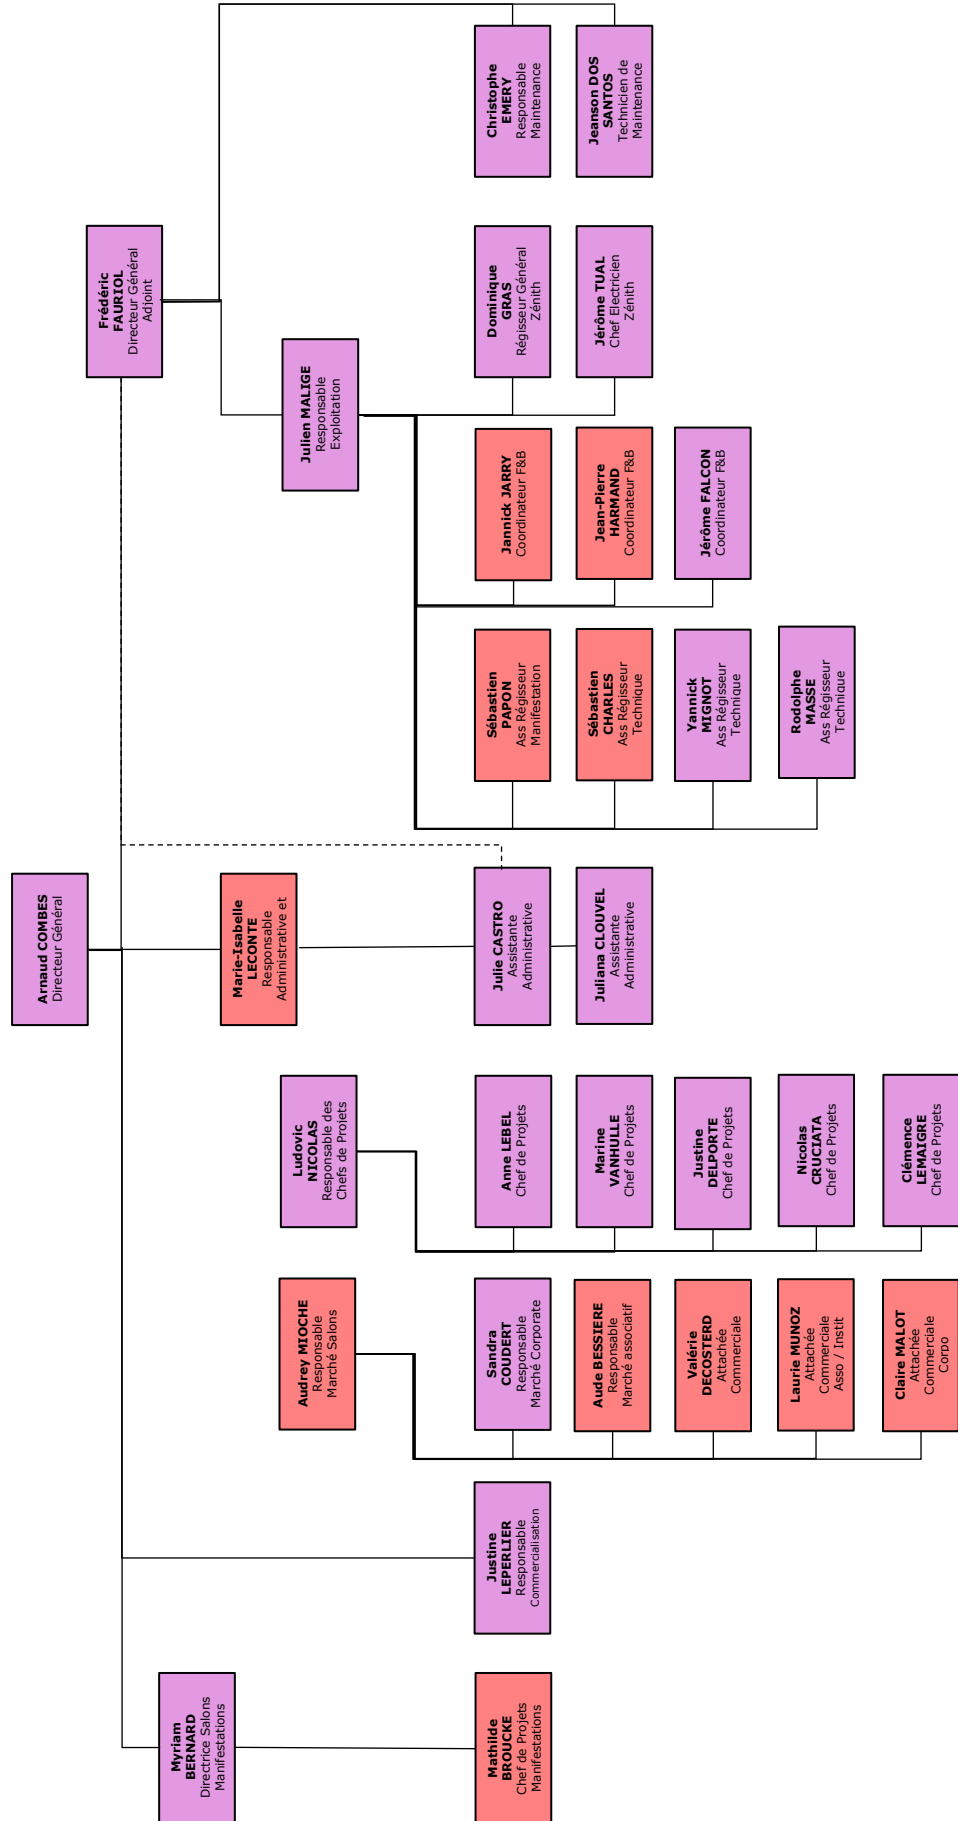 Arnaud COMBES
Directeur Général
Frédéric
FAURIOL
Directeur Général
Adjoint
Myriam
BERNARD
Directrice Salons
Manifestations
Marie-Isabelle
LECONTE
Responsable
Administrative et
Audrey MIOCHE
Responsable
Marché Salons
Ludovic
NICOLAS
Responsable des
Chefs de Projets
Julien MALIGE
Responsable
Exploitation
Mathilde
BROUCKE
Chef de Projets
Manifestations
Justine
LEPERLIER
Responsable
Commercialisation
Sandra
COUDERT
Responsable
Marché Corporate
Anne LEBEL
Chef de Projets
Julie CASTRO
Assistante
Administrative
Sébastien
PAPON
Ass Régisseur
Manifestation
Jannick JARRY
Coordinateur F&B
Dominique
GRAS
Régisseur Général
Zénith
Christophe
EMERY
Responsable
Maintenance
Aude BESSIERE
Responsable
Marché associatif
Marine
VANHULLE
Chef de Projets
Juliana CLOUVEL
Assistante
Administrative
Sébastien
CHARLES
Ass Régisseur
Technique
Jean-Pierre
HARMAND
Coordinateur F&B
Jérôme TUAL
Chef Electricien
Zénith
Jeanson DOS
SANTOS
Technicien de
Maintenance
Valérie
DECOSTERD
Attachée
Commerciale
Justine
DELPORTE
Chef de Projets
Yannick
MIGNOT
Ass Régisseur
Technique
Jérôme FALCON
Coordinateur F&B
Laurie MUNOZ
Attachée
Commerciale
Asso / Instit
Nicolas
CRUCIATA
Chef de Projets
Rodolphe
MASSE
Ass Régisseur
Technique
Claire MALOT
Attachée
Commerciale
Corpo
Clémence
LEMAIGRE
Chef de Projets